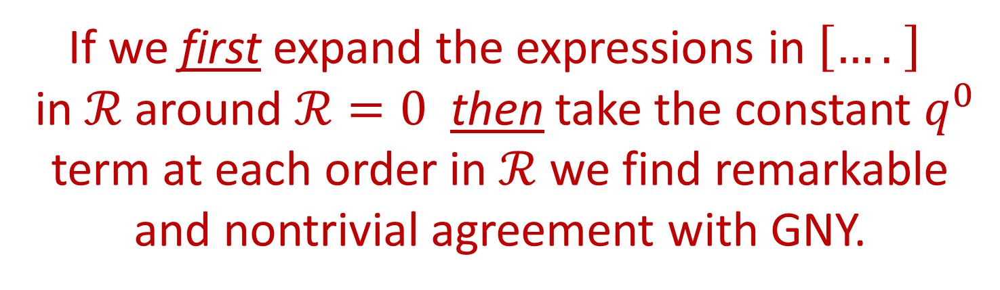 If we first expand the expressions in [... . ]
in ℛ around ℛ = 0 then take the constant q⁰
term at each order in ℛ we find remarkable
and nontrivial agreement with GNY.